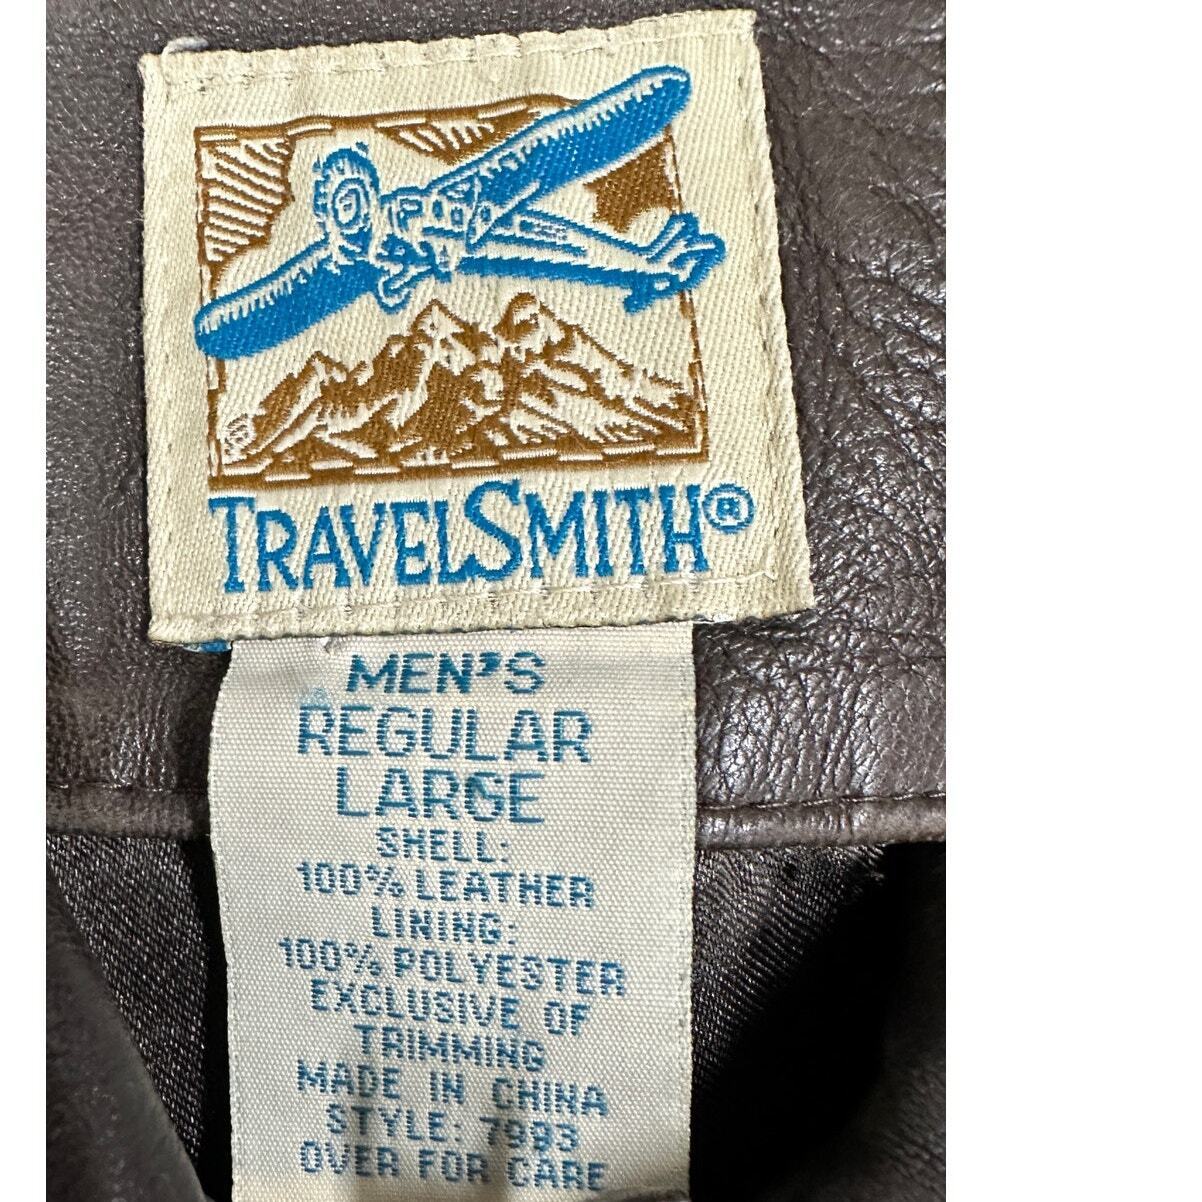 TRAVELSMITH®
MEN'S
REGULAR
LARGE
SHELL:
100% LEATHER
LINING:
100% POLYESTER
EXCLUSIVE OF
TRIMMING
MADE IN CHINA
STYLE: 7993
OVER FOR CARE